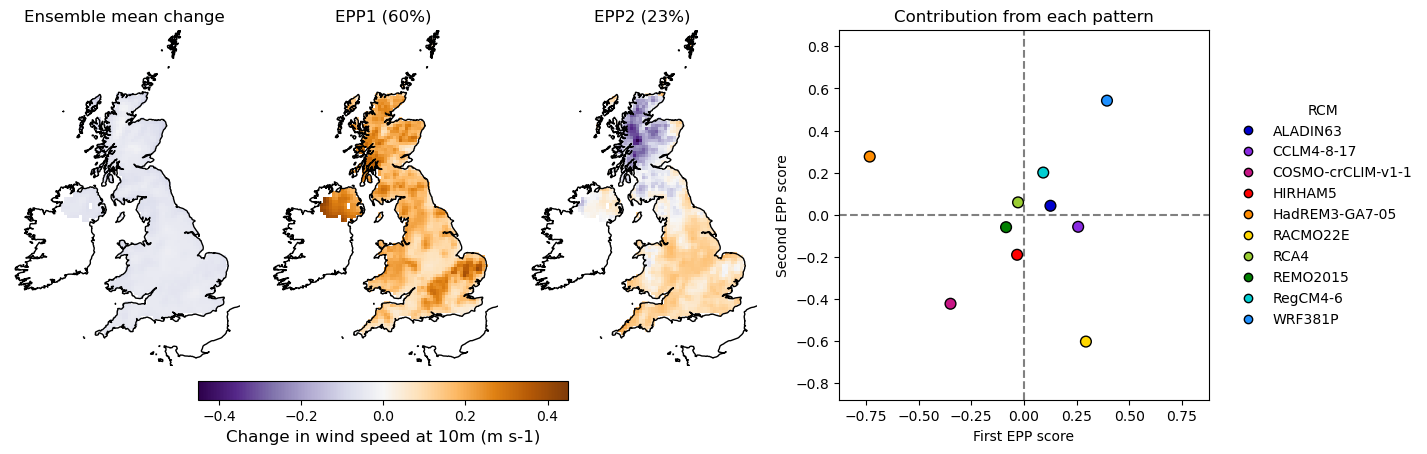 Ensemble mean change
EPP1 (60%)
EPP2 (23%)
Contribution from each pattern
0.8
0.6
0.4
0.2
0.0
−0.2
−0.4
−0.6
−0.8
Second EPP score
−0.75
−0.50
−0.25
0.00
0.25
0.50
0.75
First EPP score
RCM
ALADIN63
CCLM4-8-17
COSMO-crCLIM-v1-1
HIRHAM5
HadREM3-GA7-05
RACMO22E
RCA4
REMO2015
RegCM4-6
WRF381P
−0.4
−0.2
0.0
0.2
0.4
Change in wind speed at 10m (m s-1)